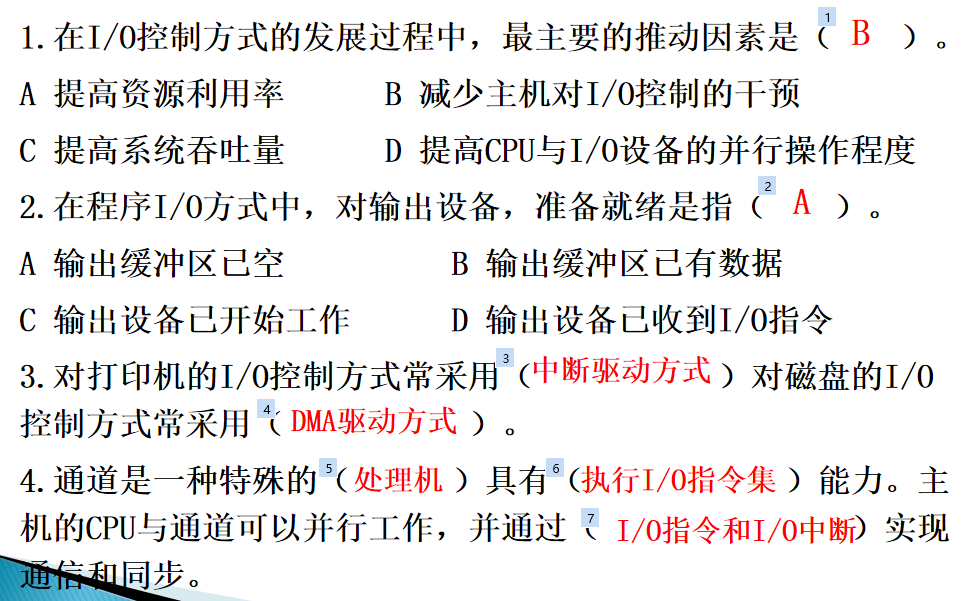 1.在I/O控制方式的发展过程中，最主要的推动因素是（ 1 B ）。
A 提高资源利用率 B 减少主机对I/O控制的干预
C 提高系统吞吐量 D 提高CPU与I/O设备的并行操作程度
2.在程序I/O方式中，对输出设备，准备就绪是指（ 2 A ）。
A 输出缓冲区已空 B 输出缓冲区已有数据
C 输出设备已开始工作 D 输出设备已收到I/O指令
3.对打印机的I/O控制方式常采用 3（中断驱动方式 ）对磁盘的I/O
控制方式常采用 4（ DMA驱动方式 ）。
4.通道是一种特殊的 5（处理机 ）具有 6（执行I/O指令集 ）能力。主
机的CPU与通道可以并行工作，并通过 7（ I/O指令和I/O中断）实现
通信和同步。